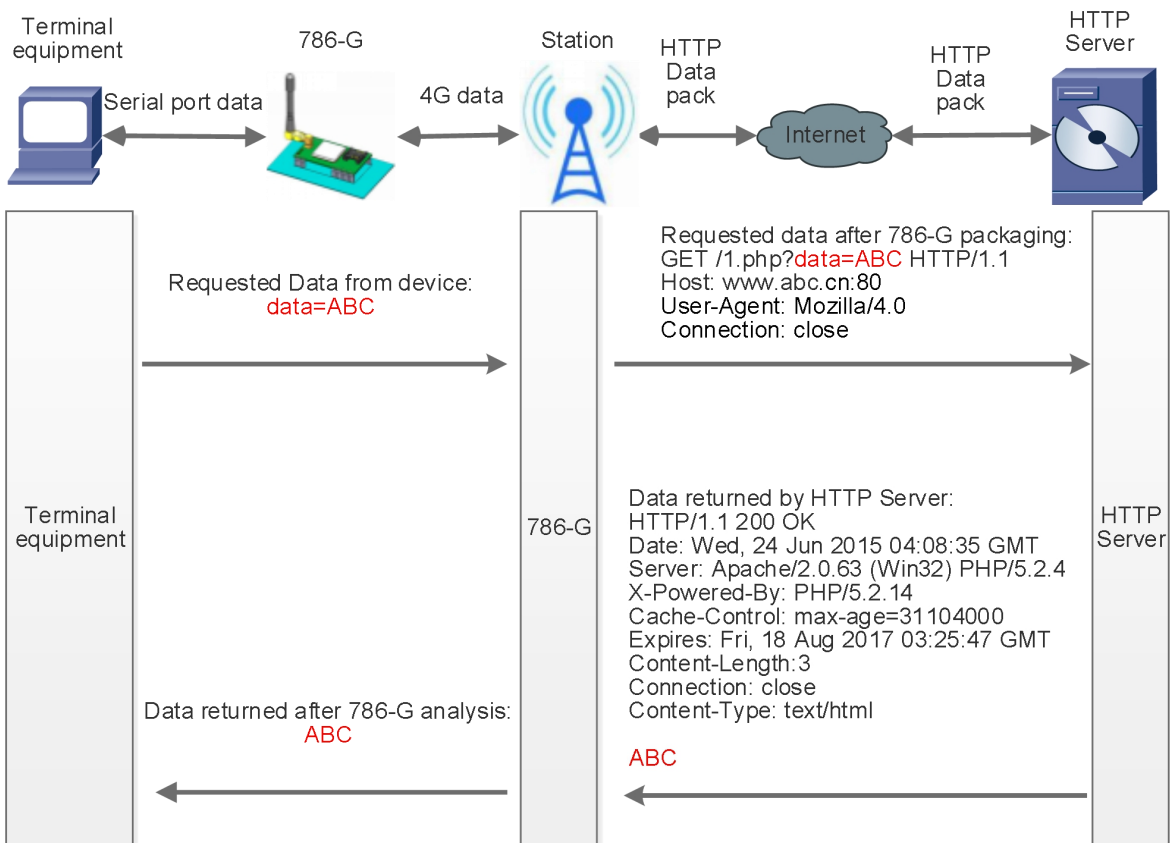 Terminal
equipment
786-G
Station
HTTP
Data
pack
HTTP
Data
pack
HTTP
Server
Serial port data
4G data
Internet
Requested Data from device:
data=ABC
Requested data after 786-G packaging:
GET /1.php?data=ABC HTTP/1.1
Host: www.abc.cn:80
User-Agent: Mozilla/4.0
Connection: close
Terminal
equipment
786-G
HTTP
Server
Data returned by HTTP Server:
HTTP/1.1 200 OK
Date: Wed, 24 Jun 2015 04:08:35 GMT
Server: Apache/2.0.63 (Win32) PHP/5.2.4
X-Powered-By: PHP/5.2.14
Cache-Control: max-age=31104000
Expires: Fri, 18 Aug 2017 03:25:47 GMT
Content-Length:3
Connection: close
Content-Type: text/html
ABC
Data returned after 786-G analysis:
ABC